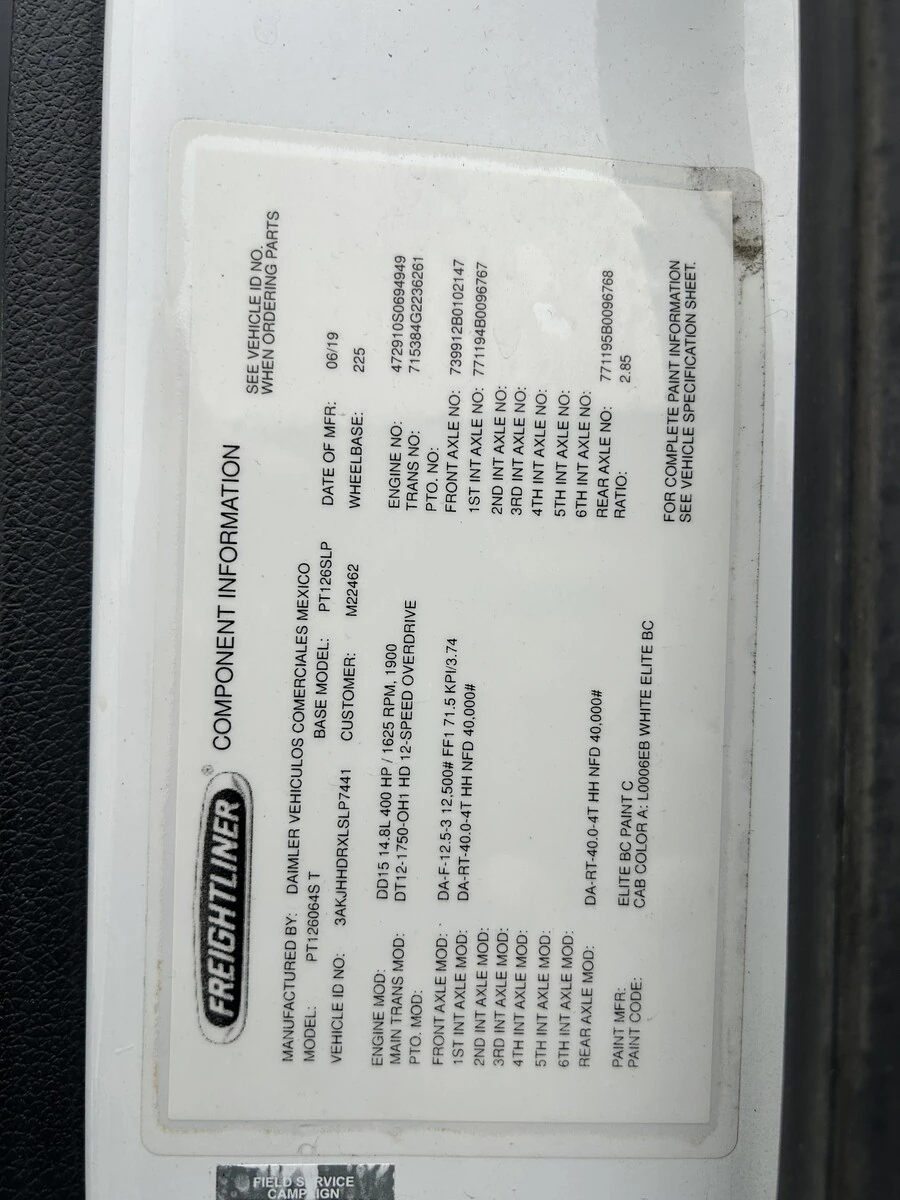 FREIGHTLINER ® COMPONENT INFORMATION
SEE VEHICLE ID NO.
WHEN ORDERING PARTS
MANUFACTURED BY: DAIMLER VEHICULOS COMERCIALES MEXICO
MODEL: PT126064S T BASE MODEL: PT126SLP DATE OF MFR: 06/19
VEHICLE ID NO: 3AKJHHDRXLSLP7441 CUSTOMER: M22462 WHEELBASE: 225
ENGINE MOD: DD15 14.8L 400 HP / 1625 RPM, 1900 ENGINE NO: 472910S0694949
MAIN TRANS MOD: DT12-1750-OH1 HD 12-SPEED OVERDRIVE TRANS NO: 715384G2236261
PTO. MOD: PTO. NO:
FRONT AXLE MOD: DA-F-12.5-3 12,500# FF1 71.5 KPI/3.74 FRONT AXLE NO: 739912B0102147
1ST INT AXLE MOD: DA-RT-40.0-4T HH NFD 40,000# 1ST INT AXLE NO: 771194B0096767
2ND INT AXLE MOD: 2ND INT AXLE NO:
3RD INT AXLE MOD: 3RD INT AXLE NO:
4TH INT AXLE MOD: 4TH INT AXLE NO:
5TH INT AXLE MOD: 5TH INT AXLE NO:
6TH INT AXLE MOD: 6TH INT AXLE NO:
REAR AXLE MOD: DA-RT-40.0-4T HH NFD 40,000# REAR AXLE NO: 771195B0096768
RATIO: 2.85
PAINT MFR: ELITE BC PAINT C
PAINT CODE: CAB COLOR A: L0006EB WHITE ELITE BC
FOR COMPLETE PAINT INFORMATION
SEE VEHICLE SPECIFICATION SHEET.
FIELD SERVICE
CAMPAIGN